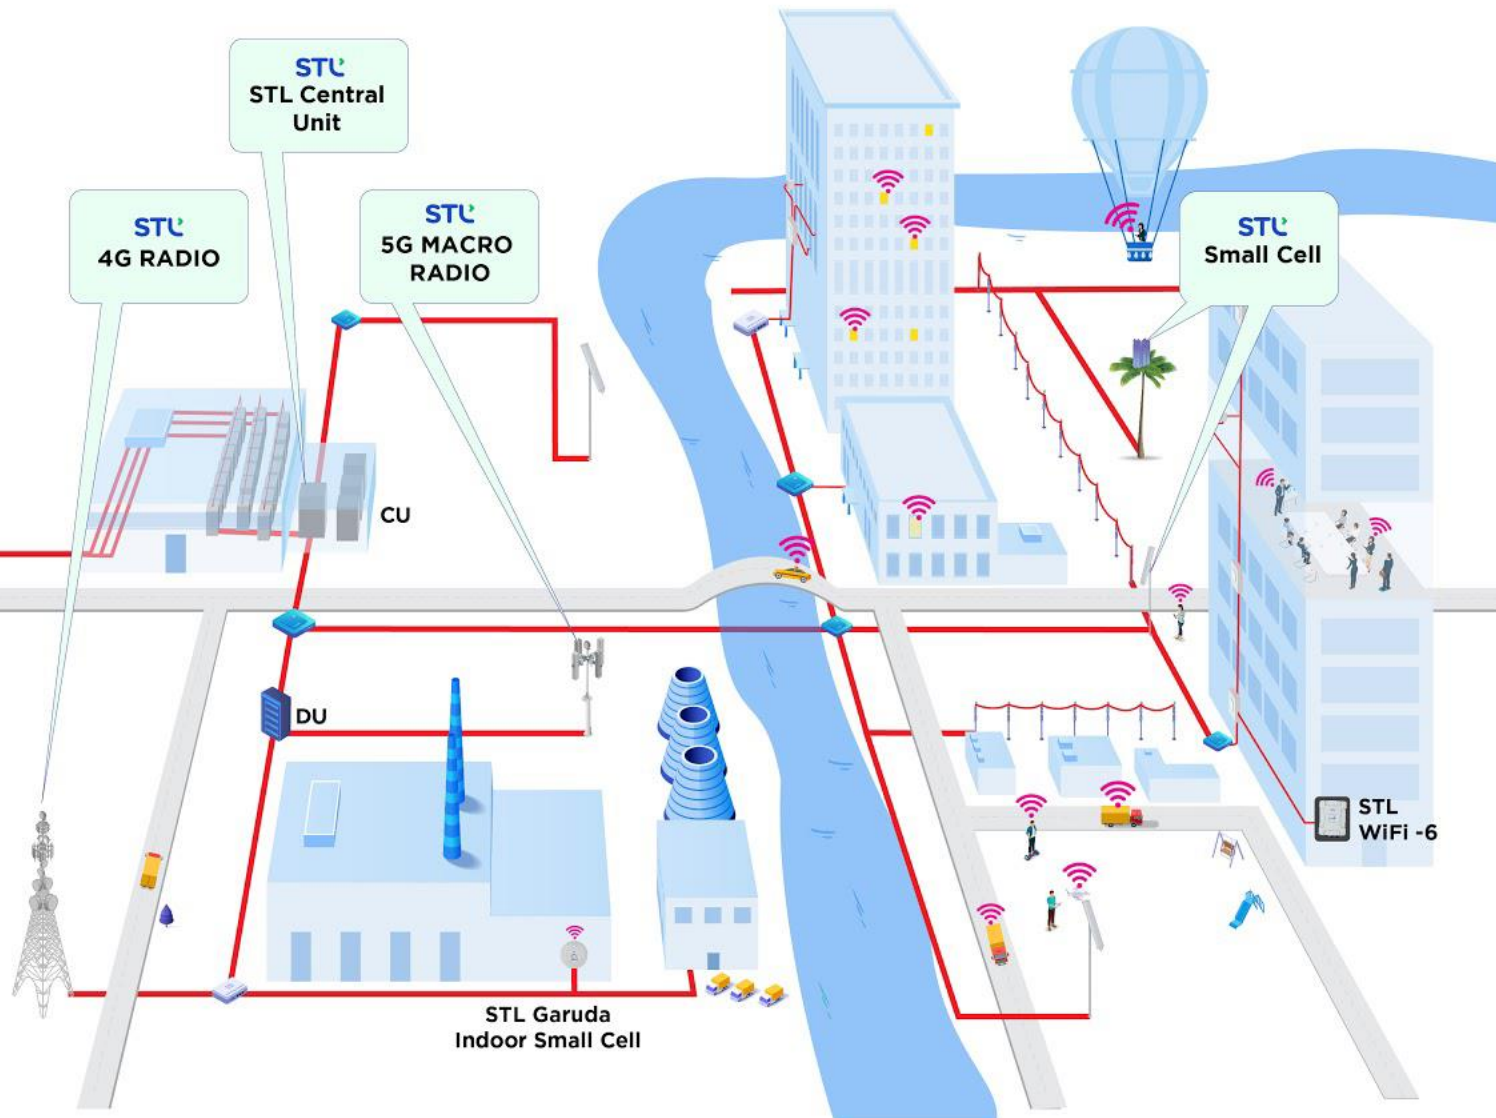 STL
STL Central
Unit
STL
4G RADIO
STL
5G MACRO
RADIO
STL
Small Cell
CU
DU
STL
WiFi -6
STL Garuda
Indoor Small Cell